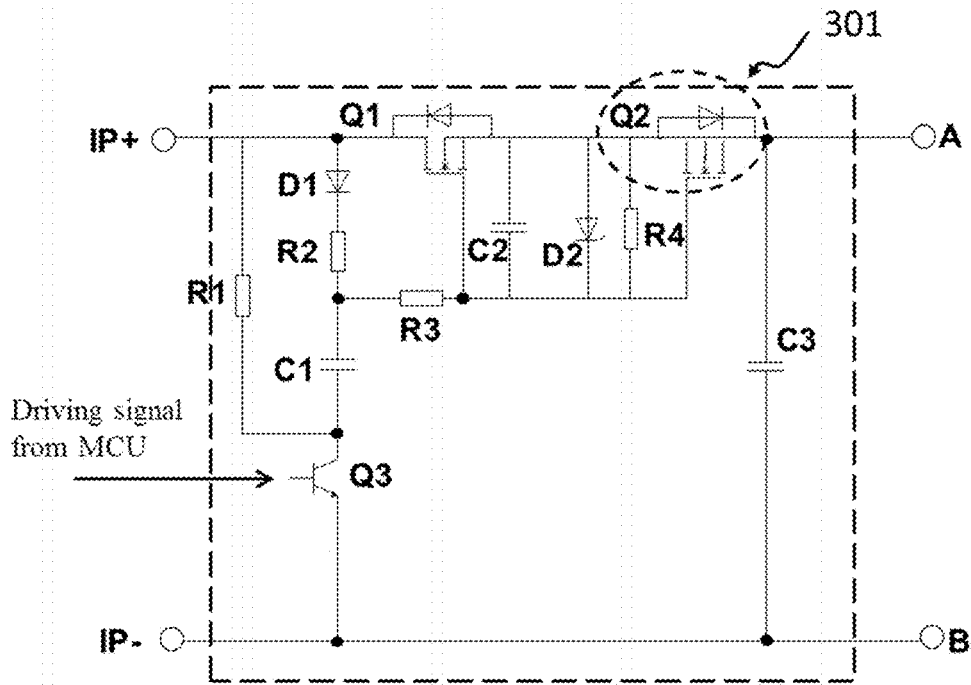 301
Q1
Q2
IP+
A
D1
R2
C2
D2
R4
R1
R3
C1
C3
Driving signal
from MCU
Q3
IP-
B